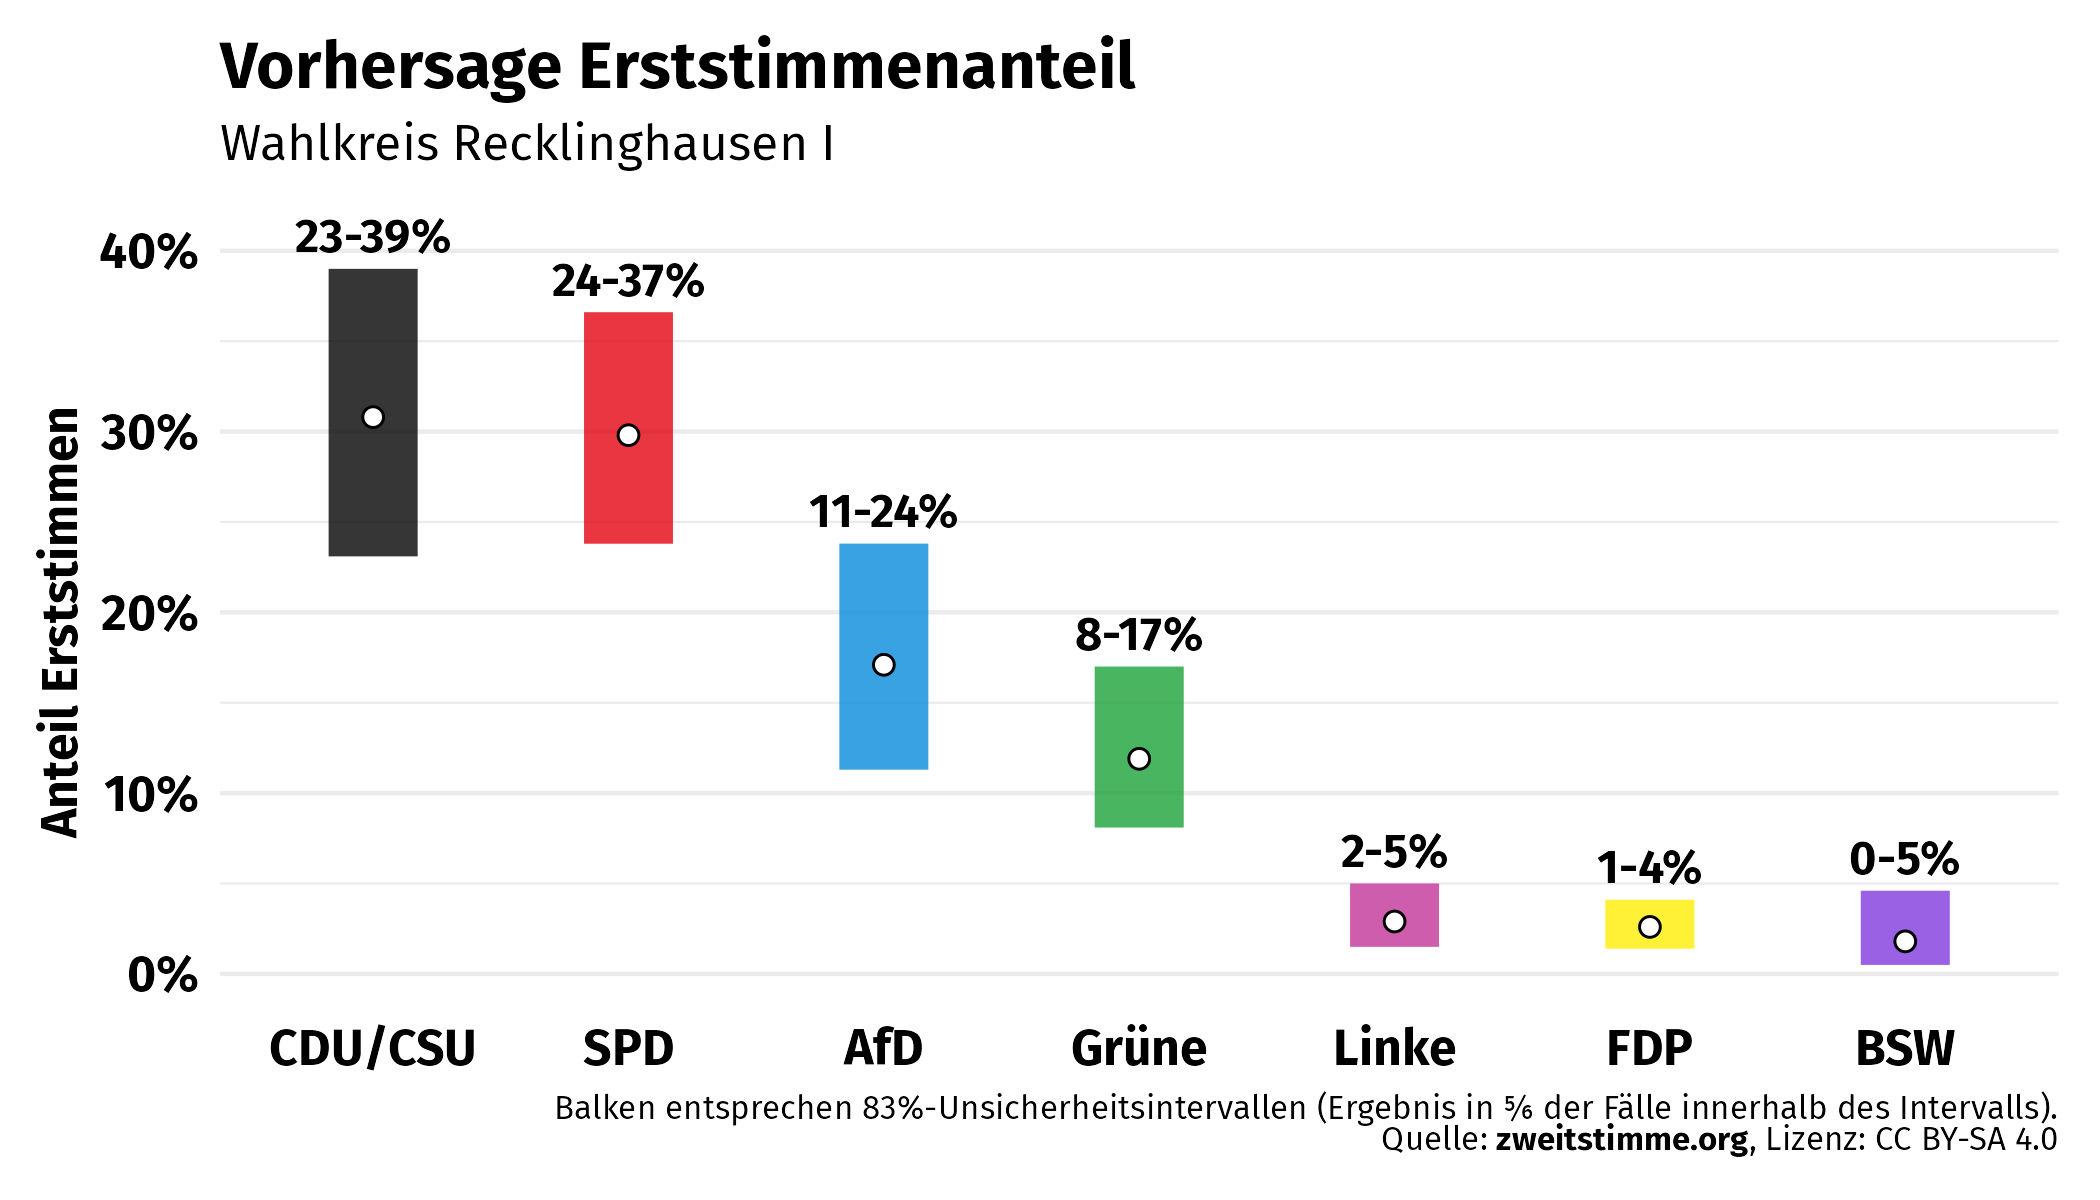 Vorhersage Erststimmenanteil
Wahlkreis Recklinghausen I
Anteil Erststimmen
40%
30%
20%
10%
0%
23-39%
24-37%
11-24%
8-17%
2-5%
1-4%
0-5%
CDU/CSU
SPD
AfD
Grüne
Linke
FDP
BSW
Balken entsprechen 83%-Unsicherheitsintervallen (Ergebnis in ⅚ der Fälle innerhalb des Intervalls).
Quelle: zweitstimme.org, Lizenz: CC BY-SA 4.0